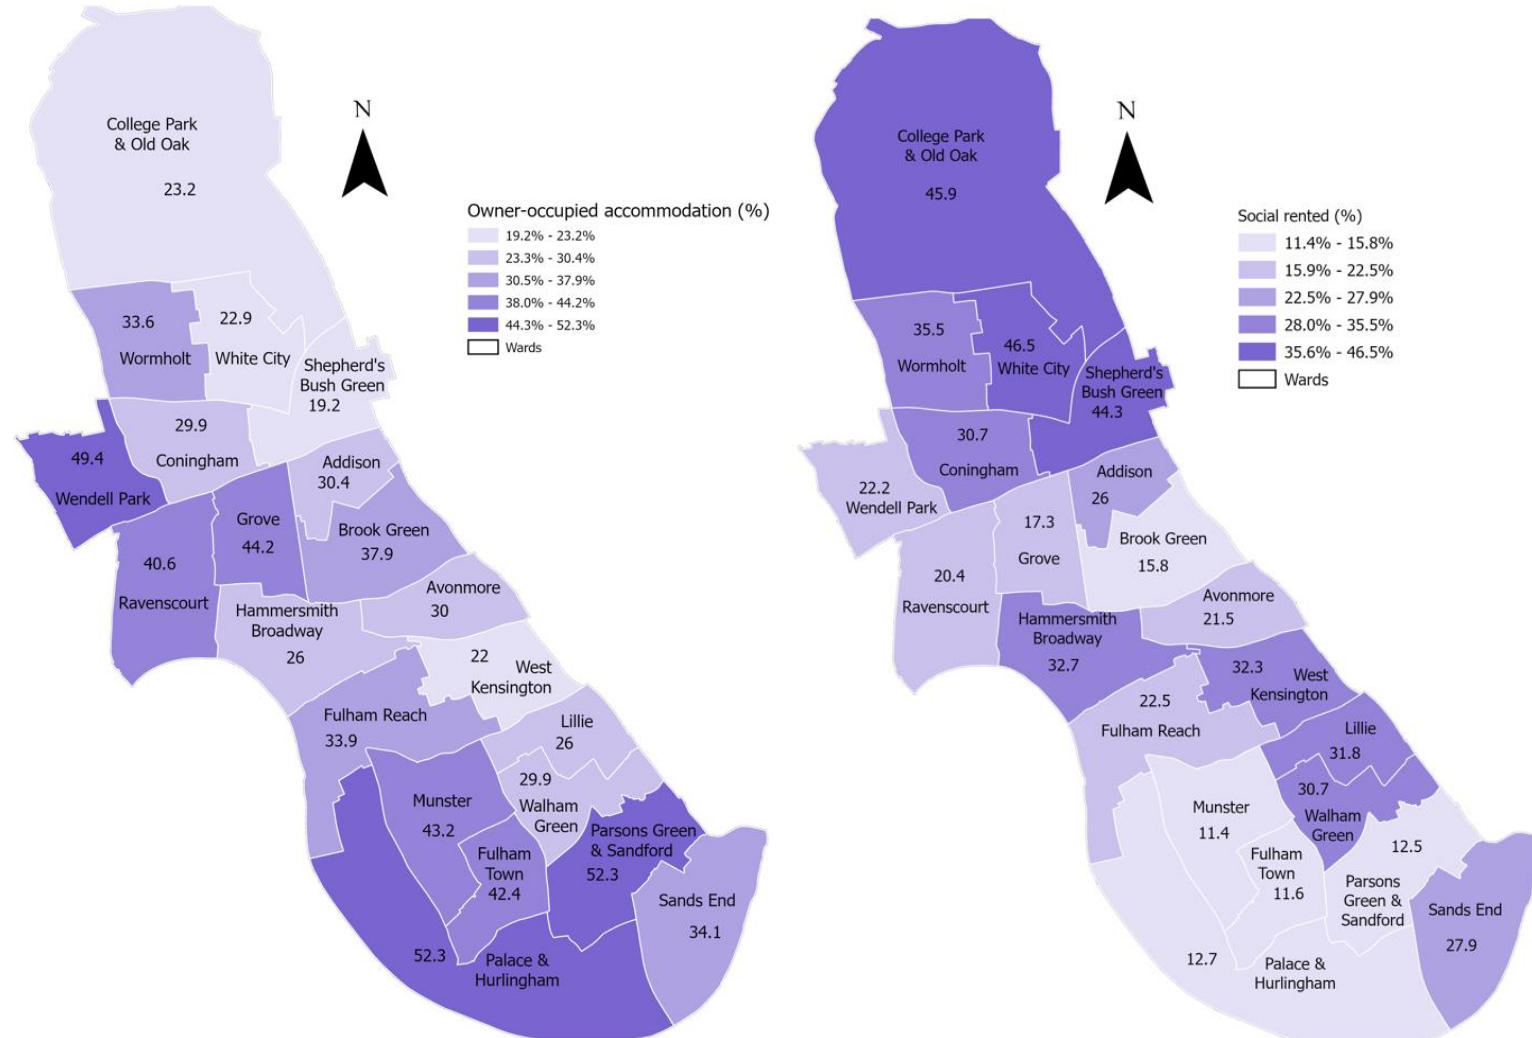 College Park
& Old Oak
23.2
N
Owner-occupied accommodation (%)
19.2% - 23.2%
23.3% - 30.4%
30.5% - 37.9%
38.0% - 44.2%
44.3% - 52.3%
Wards
33.6
Wormholt
22.9
White City
Shepherd's
Bush Green
19.2
29.9
Coningham
49.4
Wendell Park
Addison
30.4
Grove
44.2
Brook Green
37.9
40.6
Ravenscourt
Avonmore
30
Hammersmith
Broadway
26
22
West
Kensington
Fulham Reach
33.9
Lillie
26
29.9
Walham
Green
Munster
43.2
Fulham
Town
42.4
Parsons Green
& Sandford
52.3
Sands End
34.1
52.3
Palace &
Hurlingham
College Park
& Old Oak
45.9
N
Social rented (%)
11.4% - 15.8%
15.9% - 22.5%
22.5% - 27.9%
28.0% - 35.5%
35.6% - 46.5%
Wards
35.5
Wormholt
46.5
White City
Shepherd's
Bush Green
44.3
30.7
Coningham
22.2
Wendell Park
Addison
26
17.3
Grove
Brook Green
15.8
20.4
Ravenscourt
Avonmore
21.5
Hammersmith
Broadway
32.7
32.3
West
Kensington
22.5
Fulham Reach
Lillie
31.8
30.7
Walham
Green
Munster
11.4
Fulham
Town
11.6
12.5
Parsons
Green &
Sandford
Sands End
27.9
12.7
Palace &
Hurlingham